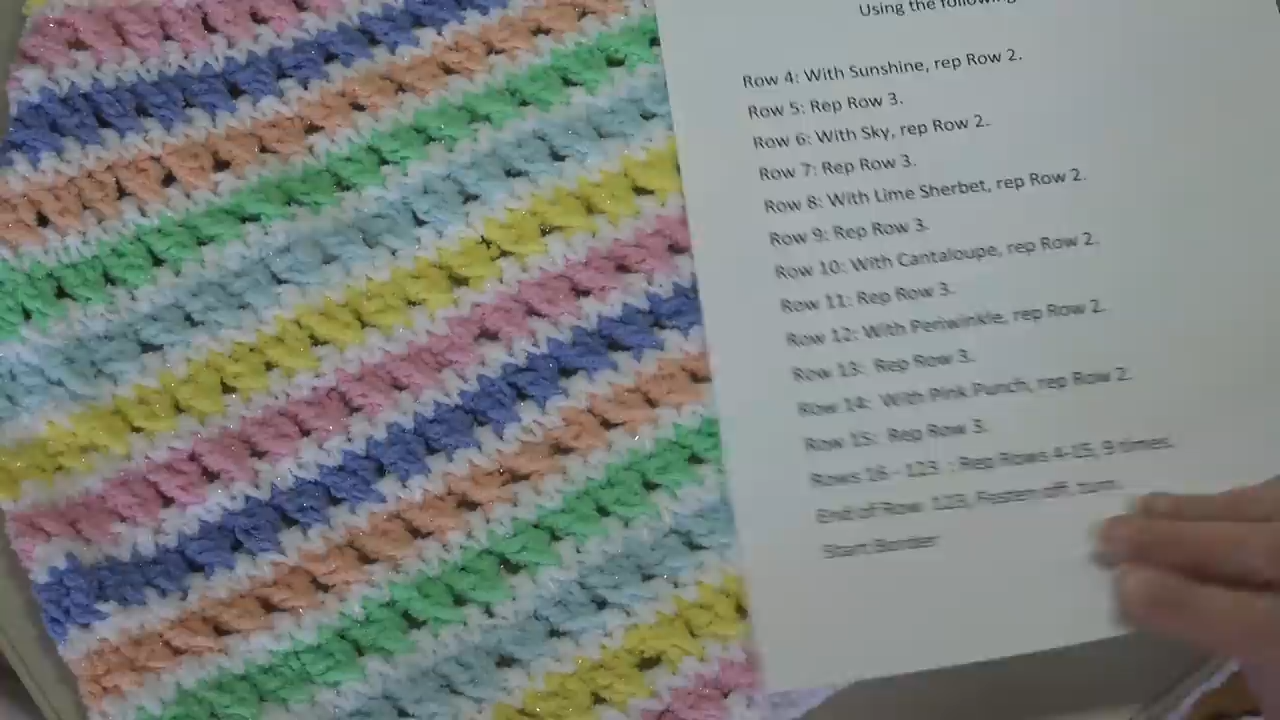 Using the following
Row 4: With Sunshine, rep Row 2.
Row 5: Rep Row 3.
Row 6: With Sky, rep Row 2.
Row 7: Rep Row 3.
Row 8: With Lime Sherbet, rep Row 2.
Row 9: Rep Row 3.
Row 10: With Cantaloupe, rep Row 2.
Row 11: Rep Row 3.
Row 12: With Periwinkle, rep Row 2.
Row 13: Rep Row 3.
Row 14: With Pink Punch, rep Row 2.
Row 15: Rep Row 3.
Rows 16 - 123 : Rep Rows 4-15, 9 times.
End of Row 123, Fasten off, turn.
Start Border